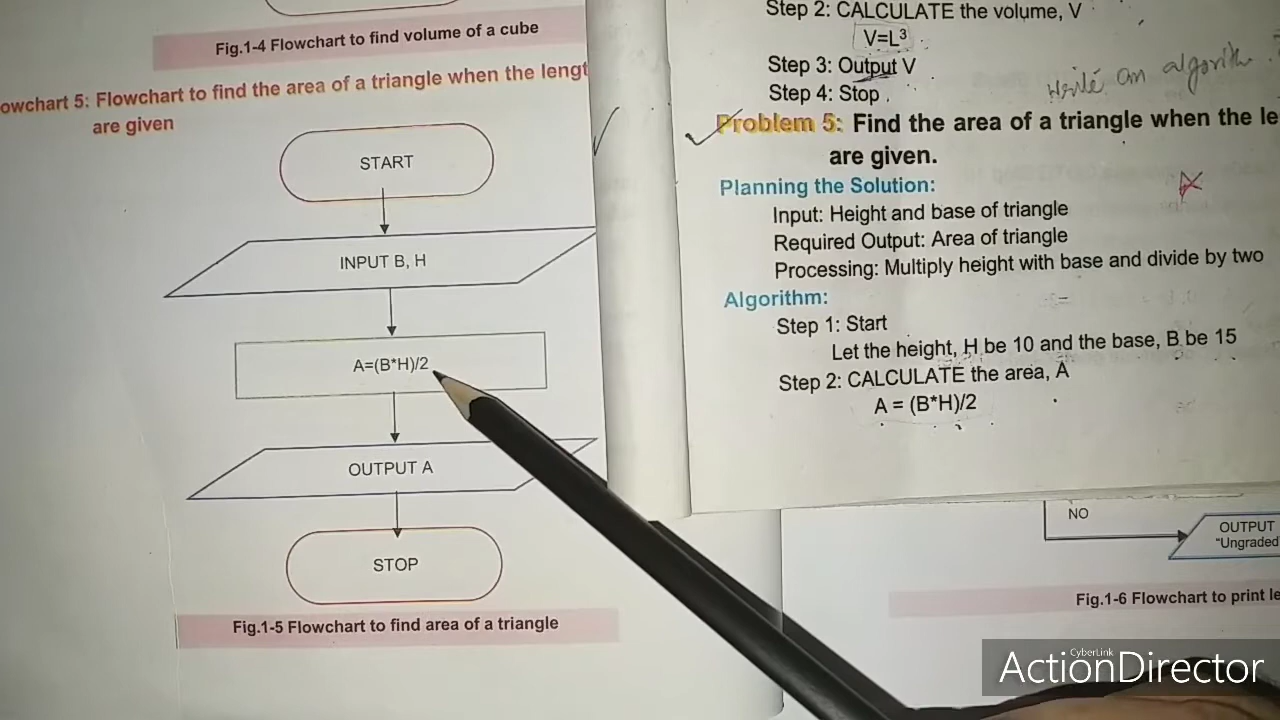 Fig.1-4 Flowchart to find volume of a cube
owchart 5: Flowchart to find the area of a triangle when the lengt
are given
START
INPUT B, H
A=(B*H)/2
OUTPUT A
STOP
Fig.1-5 Flowchart to find area of a triangle
Step 2: CALCULATE the volume, V
V=L³
Step 3: Output V
Step 4: Stop
Write an algorith
Problem 5: Find the area of a triangle when the le
are given.
Planning the Solution:
Input: Height and base of triangle
Required Output: Area of triangle
Processing: Multiply height with base and divide by two
Algorithm:
Step 1: Start
Let the height, H be 10 and the base, B be 15
Step 2: CALCULATE the area, A
A = (B*H)/2
NO
OUTPUT
"Ungraded
Fig.1-6 Flowchart to print le
CyberLink
ActionDirector